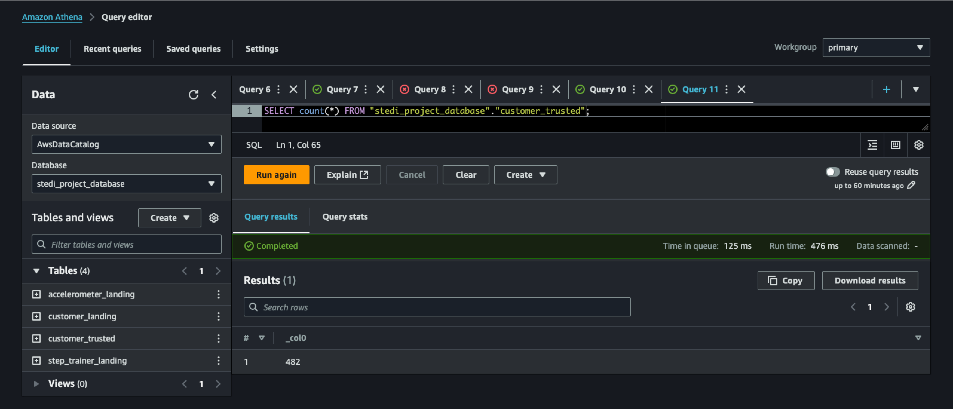 Amazon Athena > Query editor
Editor Recent queries Saved queries Settings
Workgroup primary
Data
Data source
AwsDataCatalog
Database
stedi_project_database
Tables and views Create
Filter tables and views
Tables (4) < 1 >
accelerometer_landing
customer_landing
customer_trusted
step_trainer_landing
Views (0) < 1 >
Query 6 Query 7 Query 8 Query 9 Query 10 Query 11 +
1 SELECT count(*) FROM "stedi_project_database"."customer_trusted";
SQL Ln 1, Col 65
Run again Explain Cancel Clear Create
Reuse query results
up to 60 minutes ago
Query results Query stats
Completed Time in queue: 125 ms Run time: 476 ms Data scanned: -
Results (1) Copy Download results
Search rows < 1 >
# _col0
1 482